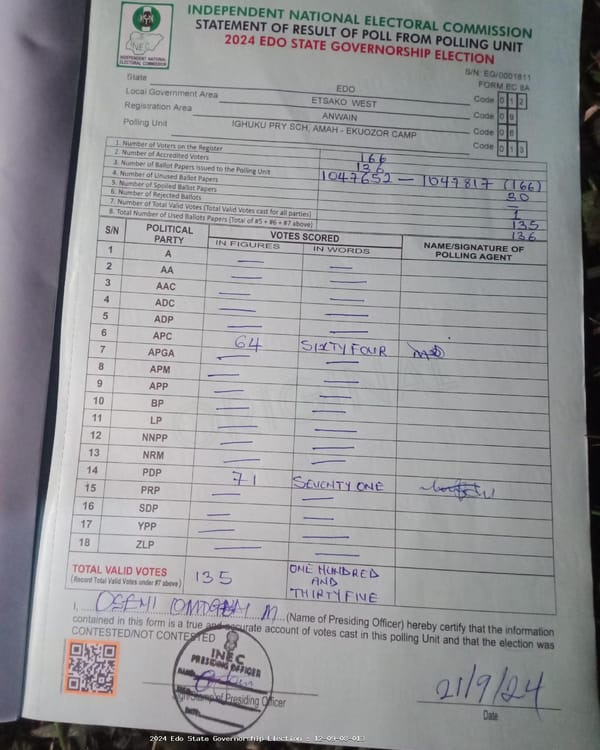 INDEPENDENT NATIONAL ELECTORAL COMMISSION
STATEMENT OF RESULT OF POLL FROM POLLING UNIT
2024 EDO STATE GOVERNORSHIP ELECTION
INEC
INDEPENDENT NATIONAL ELECTORAL COMMISSION
S/N: EG/0001811
FORM EC 8A
State EDO Code 0 1 2
Local Government Area ETSAKO WEST Code 0 9
Registration Area ANWAIN Code 0 8
Polling Unit IGHUKU PRY SCH, AMAH - EKUOZOR CAMP Code 0 1 3
1. Number of Voters on the Register 166
2. Number of Accredited Voters 136
3. Number of Ballot Papers issued to the Polling Unit 1047652 — 1047817 (166)
4. Number of Unused Ballot Papers 30
5. Number of Spoiled Ballot Papers —
6. Number of Rejected Ballots 1
7. Number of Total Valid Votes (Total Valid Votes cast for all parties) 135
8. Total Number of Used Ballots Papers (Total of #5 + #6 + #7 above) 136
S/N POLITICAL PARTY VOTES SCORED NAME/SIGNATURE OF POLLING AGENT
IN FIGURES IN WORDS
1 A — —
2 AA — —
3 AAC — —
4 ADC — —
5 ADP — —
6 APC 64 SIXTY FOUR
7 APGA — —
8 APM — —
9 APP — —
10 BP — —
11 LP — —
12 NNPP — —
13 NRM — —
14 PDP 71 SEVENTY ONE
15 PRP — —
16 SDP — —
17 YPP — —
18 ZLP — —
TOTAL VALID VOTES 135 ONE HUNDRED AND THIRTY FIVE
(Record Total Valid Votes under #7 above)
I, (Name of Presiding Officer) hereby certify that the information
contained in this form is a true and accurate account of votes cast in this polling Unit and that the election was
CONTESTED/NOT CONTESTED
INEC
PRESIDING OFFICER
Sign/Stamp of Presiding Officer
21/9/24
Date
2024 Edo State Governorship Election - 12-09-08-013